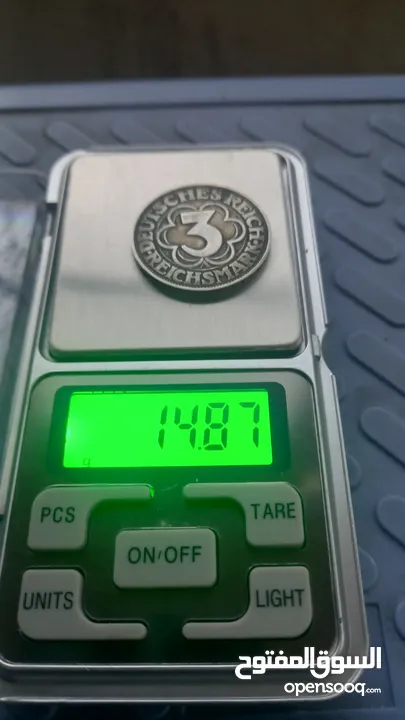 DEUTSCHES REICH
3
REICHSMARK
14.87
g
PCS
TARE
ON/OFF
UNITS
LIGHT
السوق المفتوح
opensooq.com